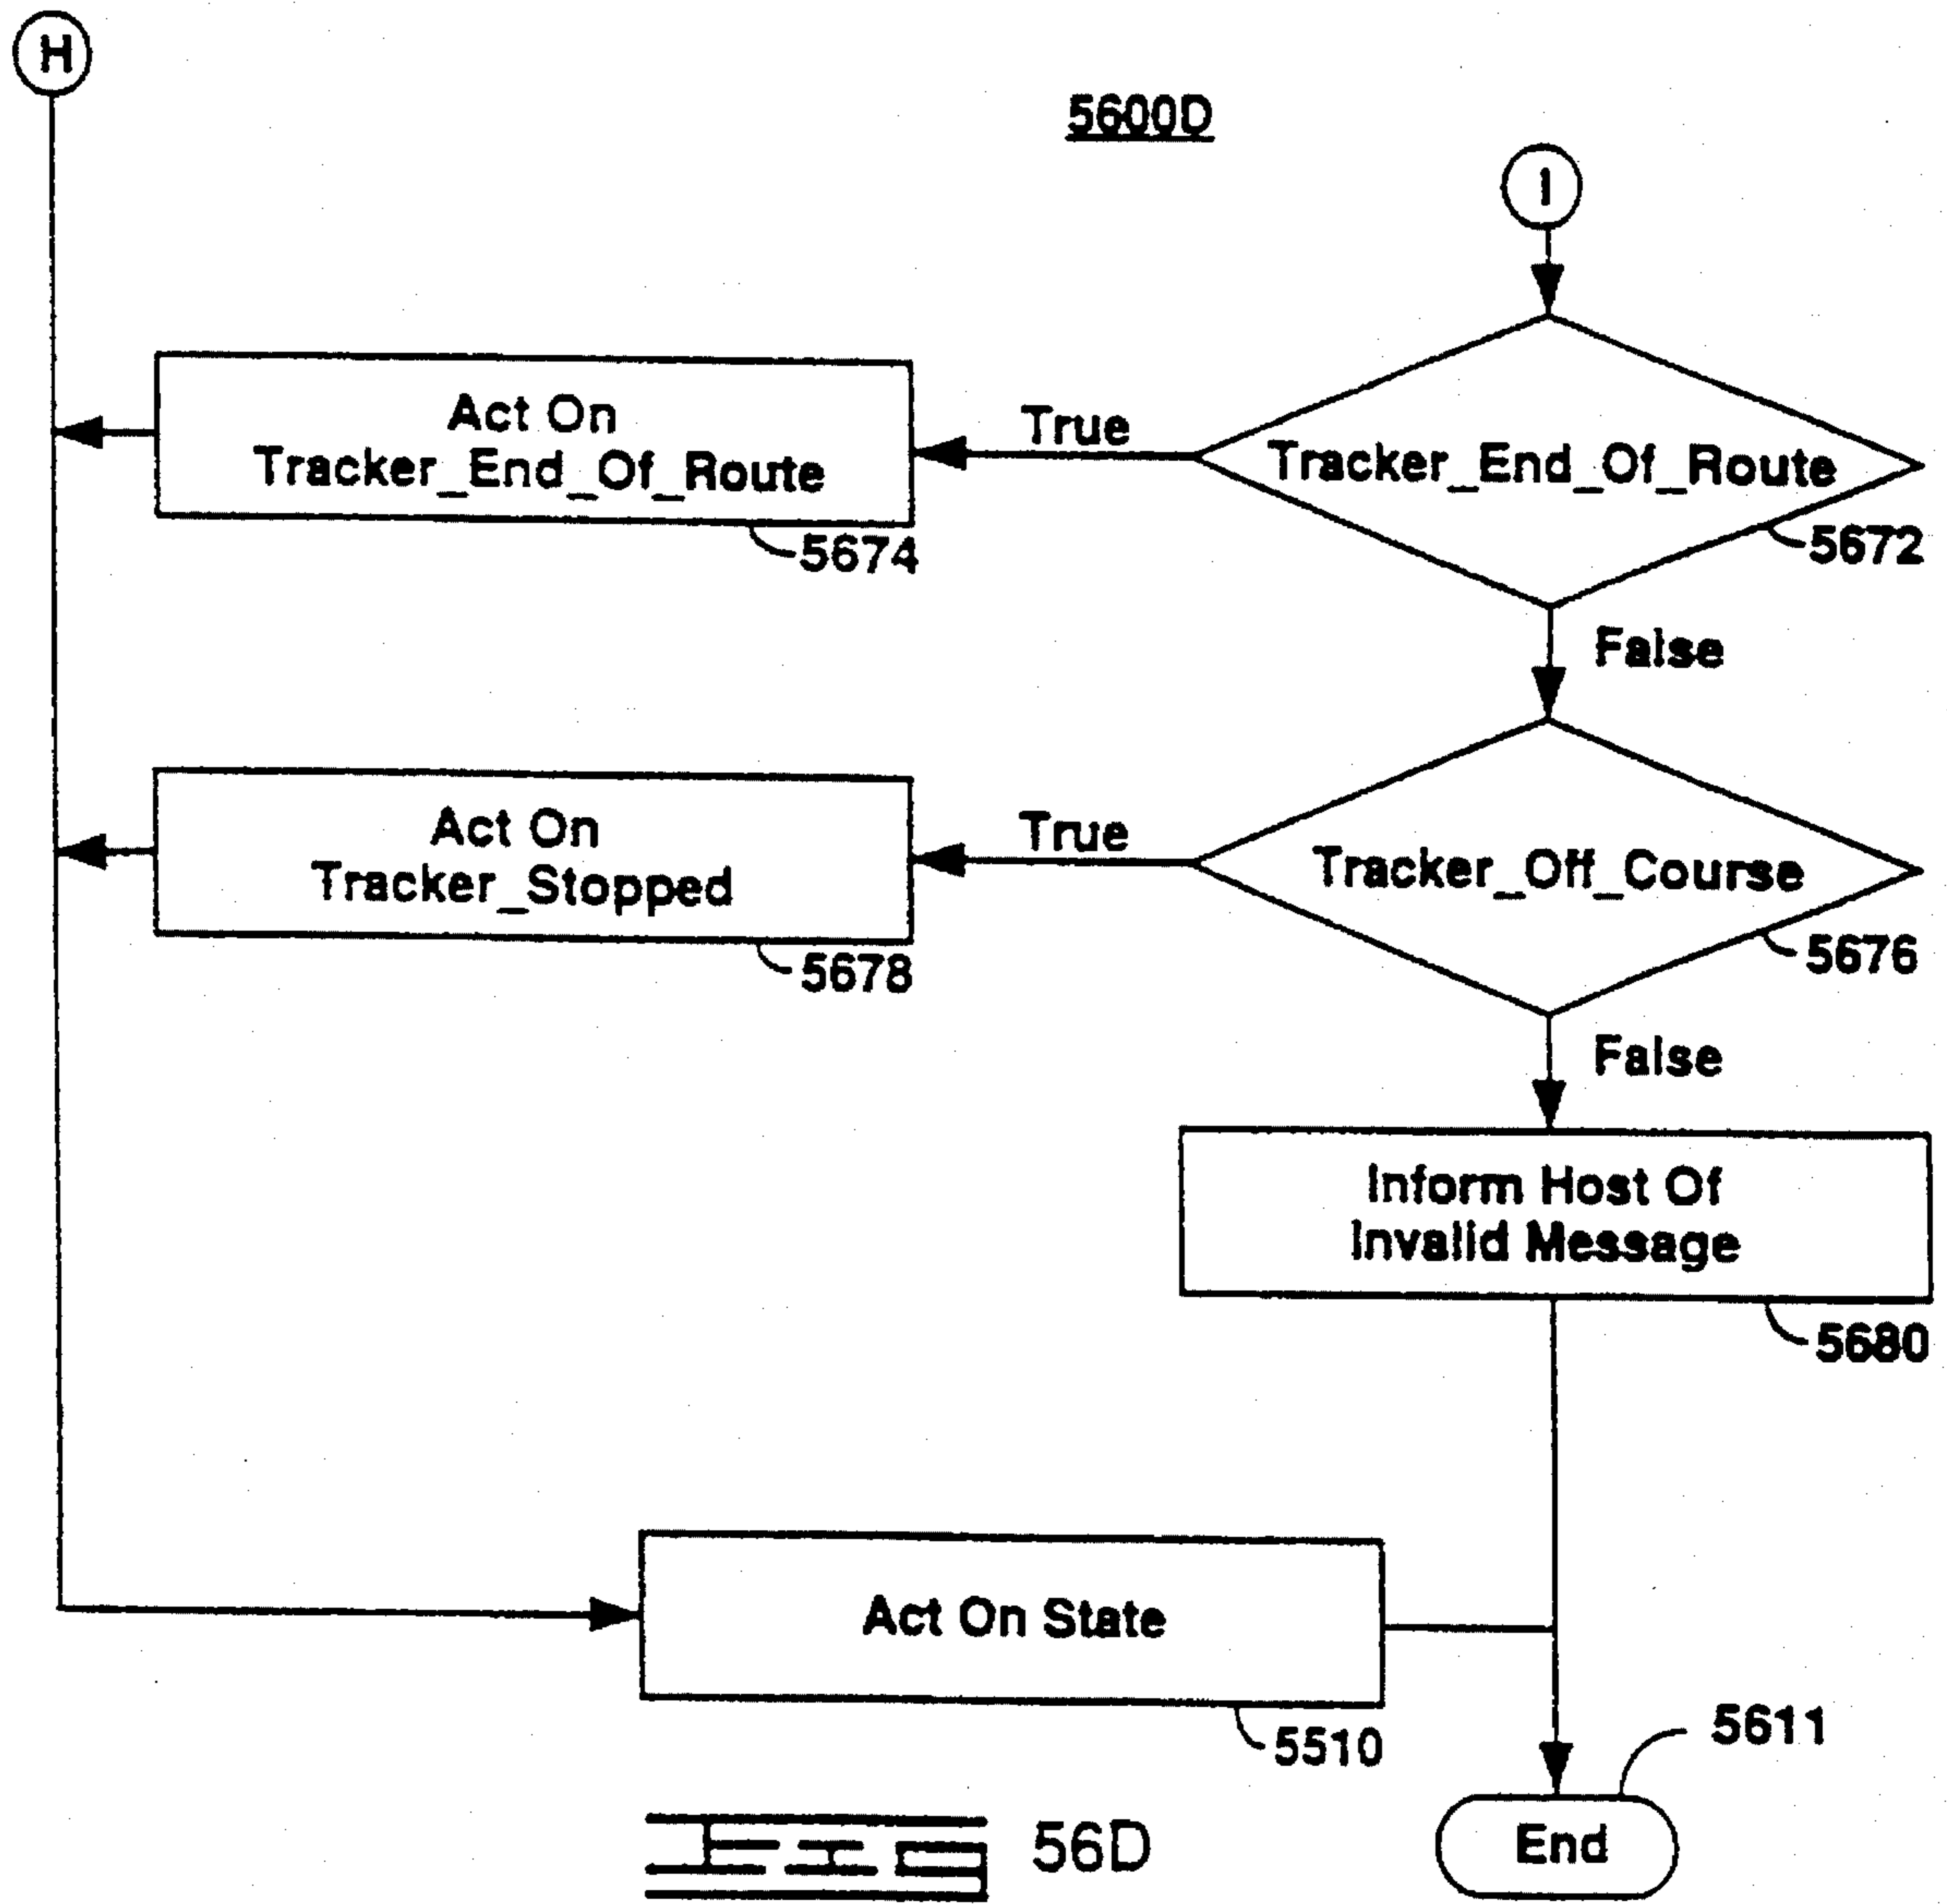 H
5600D
I
Act On
Tracker_End_Of_Route
True
Tracker_End_Of_Route
5674
5672
False
Act On
Tracker_Stopped
True
Tracker_Off_Course
5678
5676
False
Inform Host Of
Invalid Message
5680
Act On State
5510
5611
End
FIG 56D